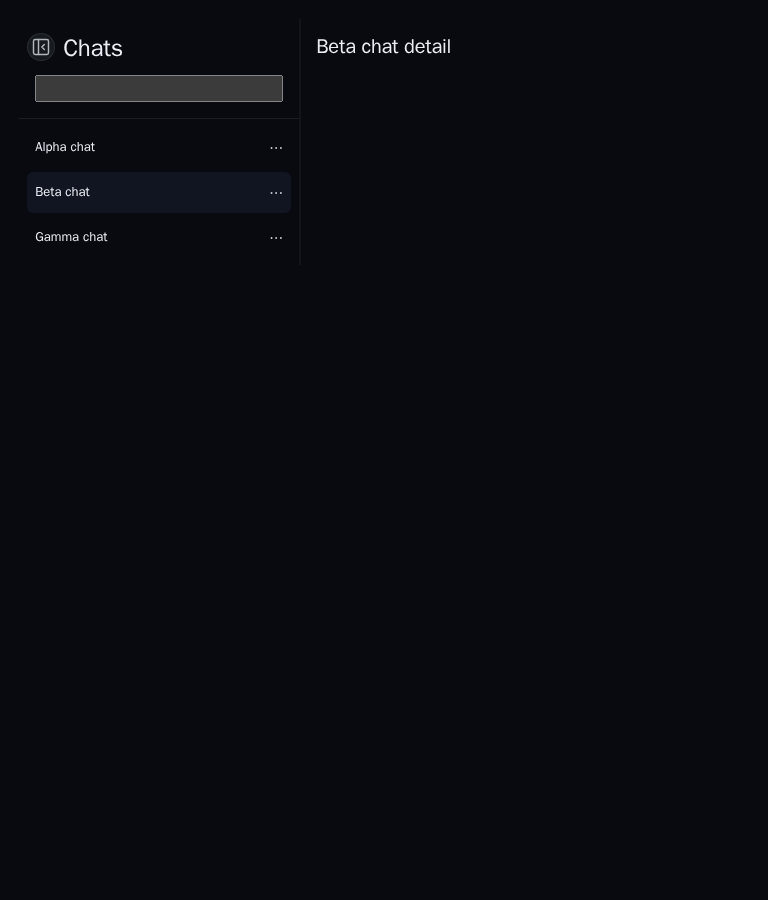 Chats
Alpha chat ···
Beta chat ···
Gamma chat ···
Beta chat detail